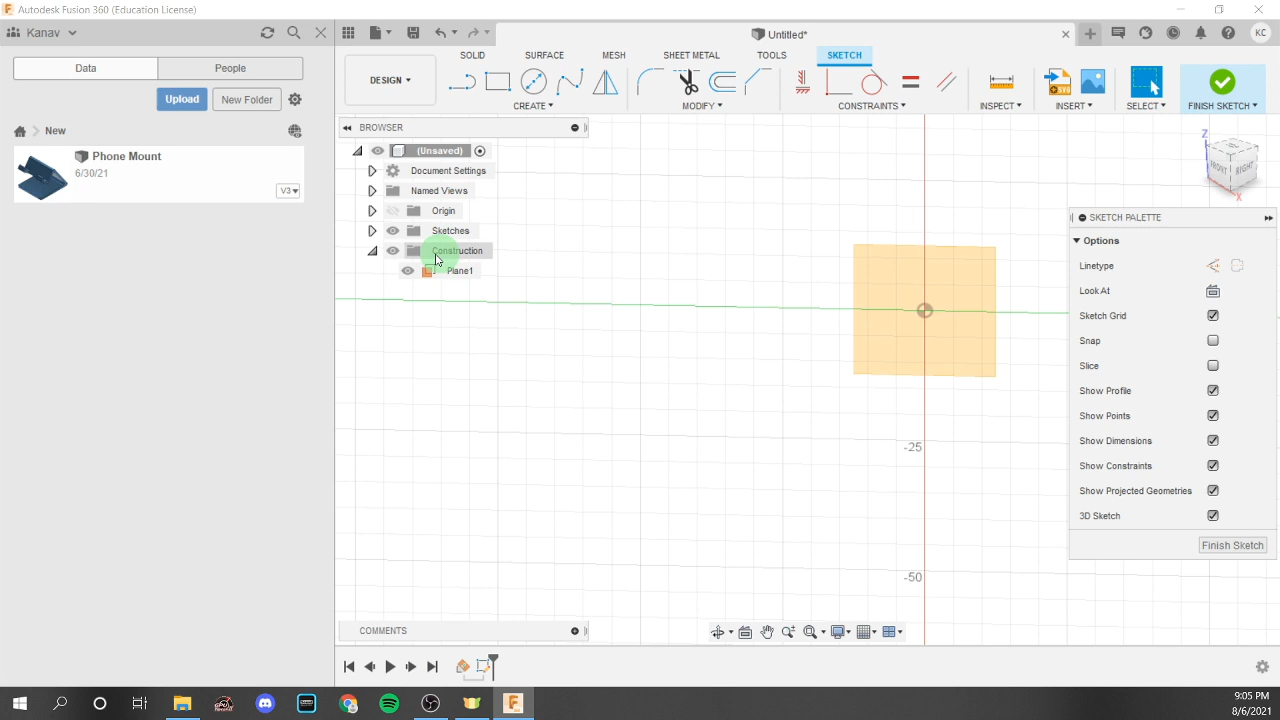 Autodesk Fusion 360 (Education License)
Kanav
Untitled*
KC
Data
People
Upload
New Folder
New
Phone Mount
6/30/21
V3
DESIGN
SOLID
SURFACE
MESH
SHEET METAL
TOOLS
SKETCH
CREATE
MODIFY
CONSTRAINTS
INSPECT
INSERT
SELECT
FINISH SKETCH
BROWSER
(Unsaved)
Document Settings
Named Views
Origin
Sketches
Construction
Plane1
Z
FRONT
RIGHT
X
SKETCH PALETTE
Options
Linetype
Look At
Sketch Grid
Snap
Slice
Show Profile
Show Points
Show Dimensions
Show Constraints
Show Projected Geometries
3D Sketch
Finish Sketch
-25
-50
COMMENTS
9:05 PM
8/6/2021